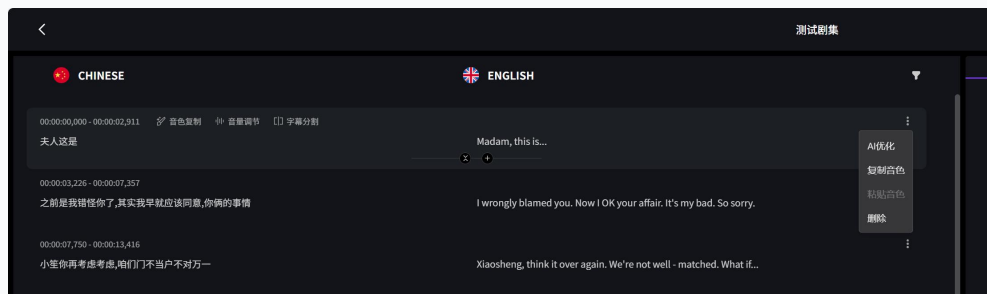 测试剧集
CHINESE
ENGLISH
00:00:00,000 - 00:00:02,911 音色复制 音量调节 字幕分割
夫人这是
Madam, this is...
AI优化
复制音色
粘贴音色
删除
00:00:03,226 - 00:00:07,357
之前是我错怪你了,其实我早就应该同意,你俩的事情
I wrongly blamed you. Now I OK your affair. It's my bad. So sorry.
00:00:07,750 - 00:00:13,416
小笙你再考虑考虑,咱们门不当户不对万一
Xiaosheng, think it over again. We're not well - matched. What if...